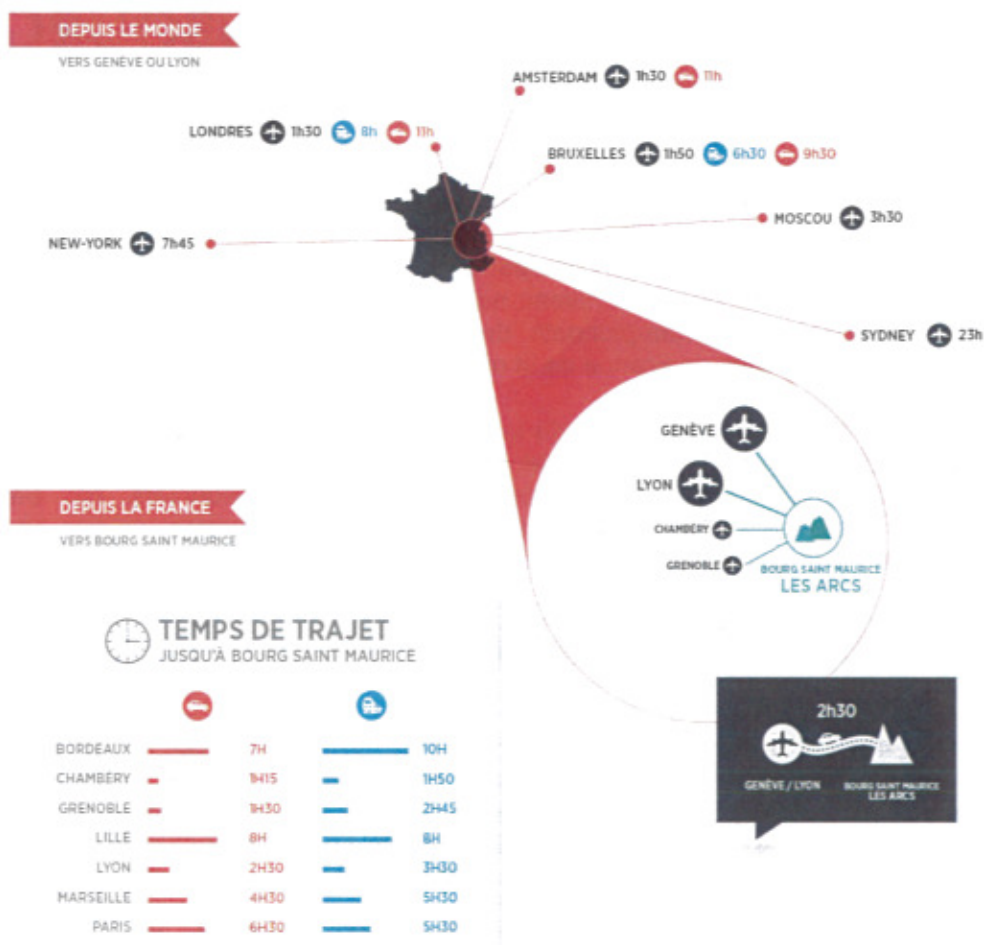 DEPUIS LE MONDE
VERS GENÈVE OU LYON
AMSTERDAM 1h30 11h
LONDRES 1h30 8h 11h
BRUXELLES 1h50 6h30 9h30
MOSCOU 3h30
NEW-YORK 7h45
SYDNEY 23h
GENÈVE
LYON
CHAMBÉRY
GRENOBLE
BOURG SAINT MAURICE
LES ARCS
DEPUIS LA FRANCE
VERS BOURG SAINT MAURICE
TEMPS DE TRAJET
JUSQU'À BOURG SAINT MAURICE
BORDEAUX 7H 10H
CHAMBÉRY 1H15 1H50
GRENOBLE 1H30 2H45
LILLE 8H 8H
LYON 2H30 3H30
MARSEILLE 4H30 5H30
PARIS 6H30 5H30
2h30
GENÈVE / LYON
BOURG SAINT MAURICE
LES ARCS